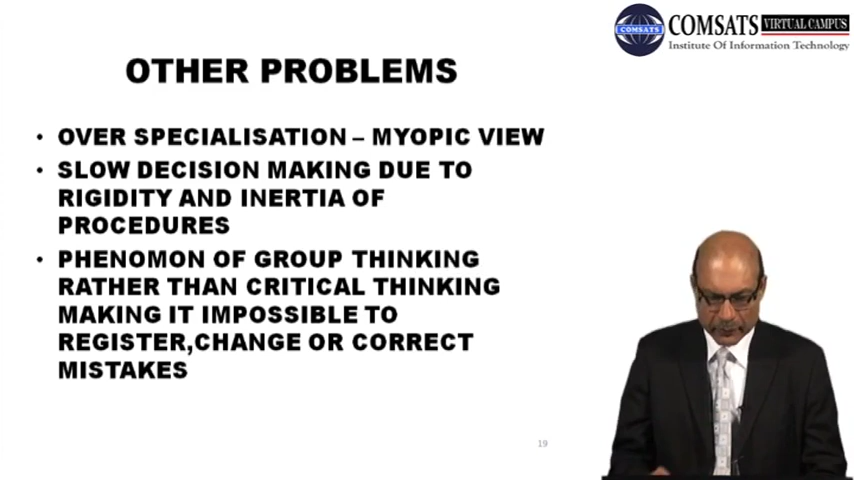 COMSATS
COMSATS VIRTUAL CAMPUS
Institute Of Information Technology
OTHER PROBLEMS
• OVER SPECIALISATION – MYOPIC VIEW
• SLOW DECISION MAKING DUE TO
RIGIDITY AND INERTIA OF
PROCEDURES
• PHENOMON OF GROUP THINKING
RATHER THAN CRITICAL THINKING
MAKING IT IMPOSSIBLE TO
REGISTER,CHANGE OR CORRECT
MISTAKES
19